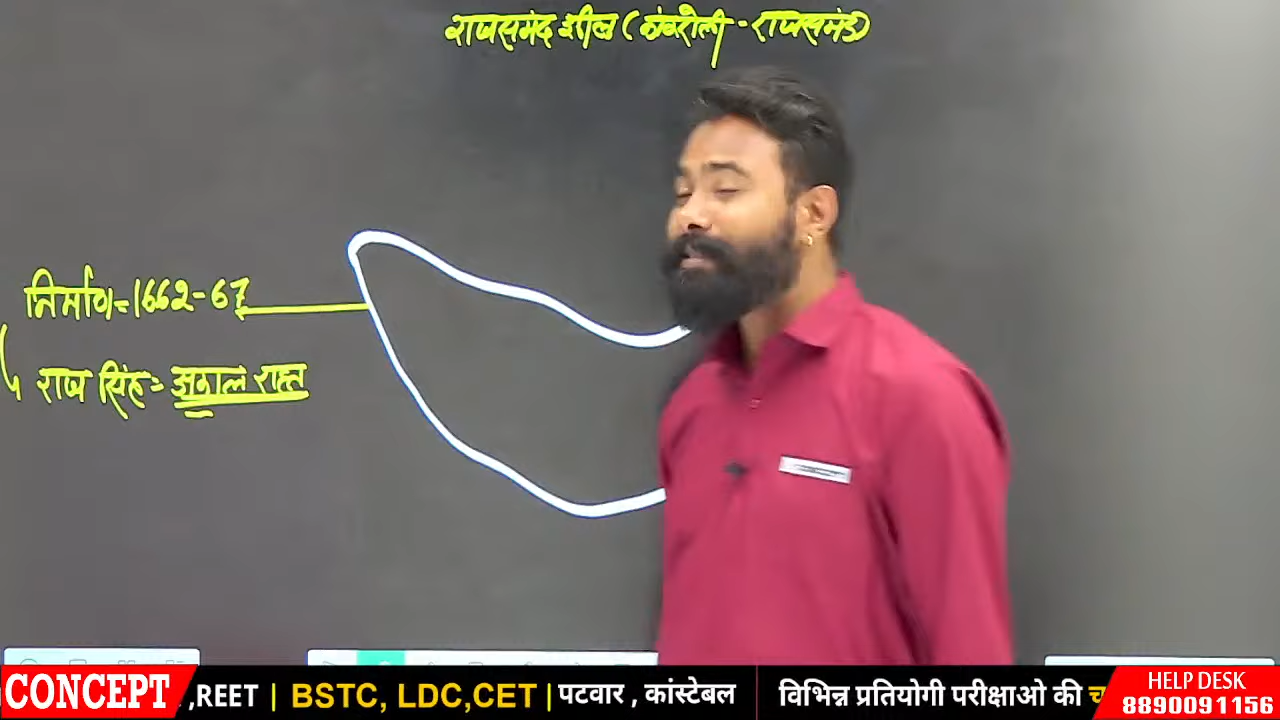 राजसमंद झील (कांकरोली - राजसमंद)
निर्माण = 1662-67
राज सिंह = अकाल राहत
CONCEPT ,REET | BSTC, LDC,CET | पटवार , कांस्टेबल विभिन्न प्रतियोगी परीक्षाओ की
HELP DESK
8890091156